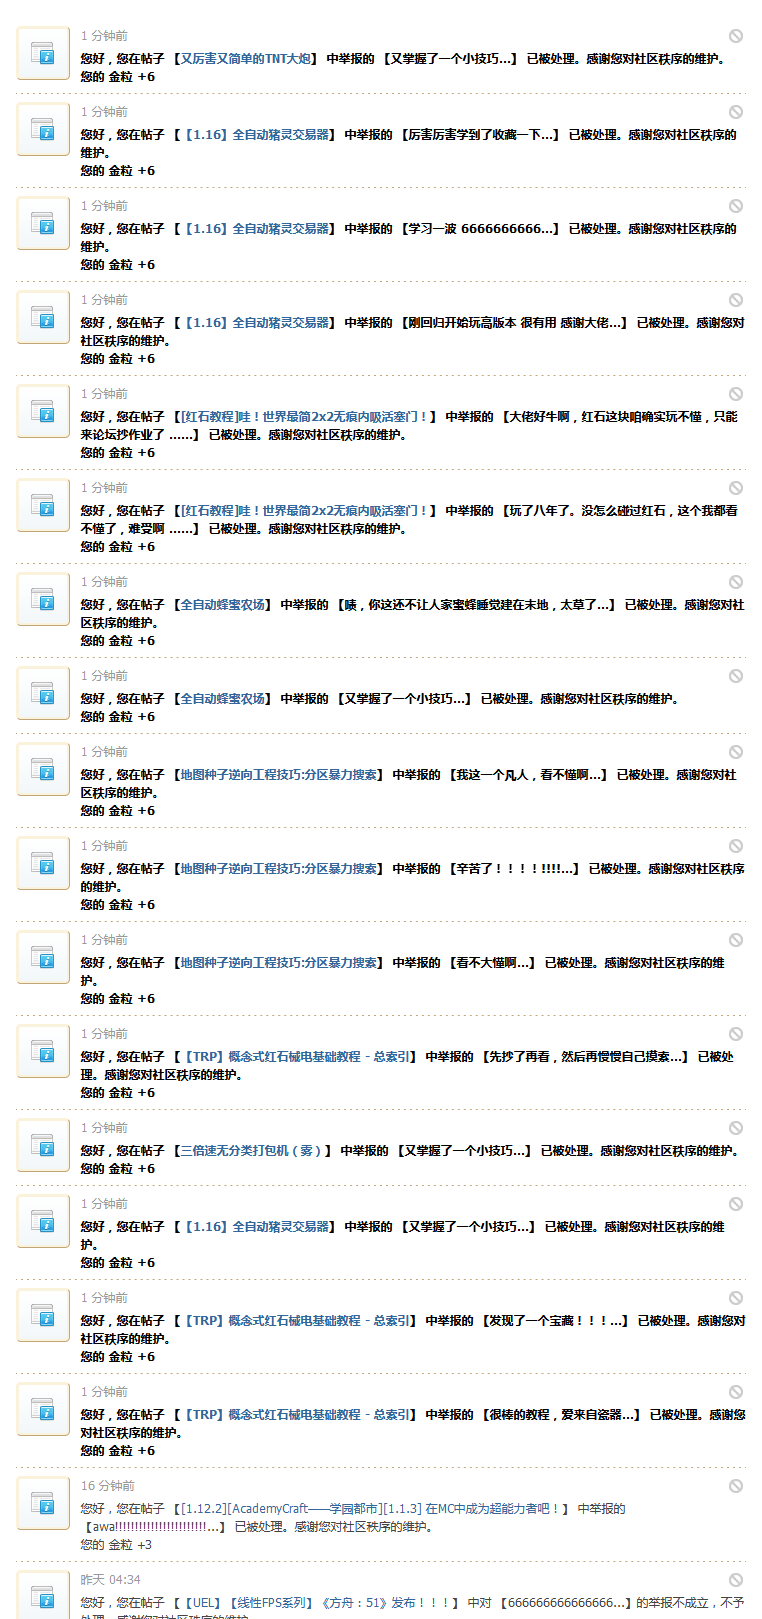 1 分钟前
您好，您在帖子 【又厉害又简单的TNT大炮】 中举报的 【又掌握了一个小技巧...】 已被处理。感谢您对社区秩序的维护。
您的 金粒 +6
1 分钟前
您好，您在帖子 【【1.16】全自动猪灵交易器】 中举报的 【厉害厉害学到了收藏一下...】 已被处理。感谢您对社区秩序的
维护。
您的 金粒 +6
1 分钟前
您好，您在帖子 【【1.16】全自动猪灵交易器】 中举报的 【学习一波 6666666666...】 已被处理。感谢您对社区秩序的
维护。
您的 金粒 +6
1 分钟前
您好，您在帖子 【【1.16】全自动猪灵交易器】 中举报的 【刚回归开始玩高版本 很有用 感谢大佬...】 已被处理。感谢您对
社区秩序的维护。
您的 金粒 +6
1 分钟前
您好，您在帖子 【[红石教程]哇！世界最简2x2无痕内吸活塞门！】 中举报的 【大佬好牛啊，红石这块咱确实玩不懂，只能
来论坛抄作业了 ......】 已被处理。感谢您对社区秩序的维护。
您的 金粒 +6
1 分钟前
您好，您在帖子 【[红石教程]哇！世界最简2x2无痕内吸活塞门！】 中举报的 【玩了八年了。没怎么碰过红石，这个我都看
不懂了，难受啊 ......】 已被处理。感谢您对社区秩序的维护。
您的 金粒 +6
1 分钟前
您好，您在帖子 【全自动蜂蜜农场】 中举报的 【啧，你这还不让人家蜜蜂睡觉建在末地，太草了...】 已被处理。感谢您对社
区秩序的维护。
您的 金粒 +6
1 分钟前
您好，您在帖子 【全自动蜂蜜农场】 中举报的 【又掌握了一个小技巧...】 已被处理。感谢您对社区秩序的维护。
您的 金粒 +6
1 分钟前
您好，您在帖子 【地图种子逆向工程技巧:分区暴力搜索】 中举报的 【我这一个凡人，看不懂啊...】 已被处理。感谢您对社
区秩序的维护。
您的 金粒 +6
1 分钟前
您好，您在帖子 【地图种子逆向工程技巧:分区暴力搜索】 中举报的 【辛苦了！！！！!!!!...】 已被处理。感谢您对社区秩序
的维护。
您的 金粒 +6
1 分钟前
您好，您在帖子 【地图种子逆向工程技巧:分区暴力搜索】 中举报的 【看不大懂啊...】 已被处理。感谢您对社区秩序的维
护。
您的 金粒 +6
1 分钟前
您好，您在帖子 【【TRP】概念式红石械电基础教程 - 总索引】 中举报的 【先抄了再看，然后再慢慢自己摸索...】 已被处
理。感谢您对社区秩序的维护。
您的 金粒 +6
1 分钟前
您好，您在帖子 【三倍速无分类打包机（雾）】 中举报的 【又掌握了一个小技巧...】 已被处理。感谢您对社区秩序的维护。
您的 金粒 +6
1 分钟前
您好，您在帖子 【【1.16】全自动猪灵交易器】 中举报的 【又掌握了一个小技巧...】 已被处理。感谢您对社区秩序的维
护。
您的 金粒 +6
1 分钟前
您好，您在帖子 【【TRP】概念式红石械电基础教程 - 总索引】 中举报的 【发现了一个宝藏！！！...】 已被处理。感谢您对
社区秩序的维护。
您的 金粒 +6
1 分钟前
您好，您在帖子 【【TRP】概念式红石械电基础教程 - 总索引】 中举报的 【很棒的教程，爱来自盗器...】 已被处理。感谢您
对社区秩序的维护。
您的 金粒 +6
16 分钟前
您好，您在帖子 【[1.12.2][AcademyCraft——学园都市][1.1.3] 在MC中成为超能力者吧！】 中举报的
【awa!!!!!!!!!!!!!!!!!!!!!!!...】 已被处理。感谢您对社区秩序的维护。
您的 金粒 +3
昨天 04:34
您好，您在帖子 【【UEL】【线性FPS系列】《方舟：51》发布！！！】 中对 【666666666666666...】的举报不成立，不予
处理。感谢您对社区秩序的维护。